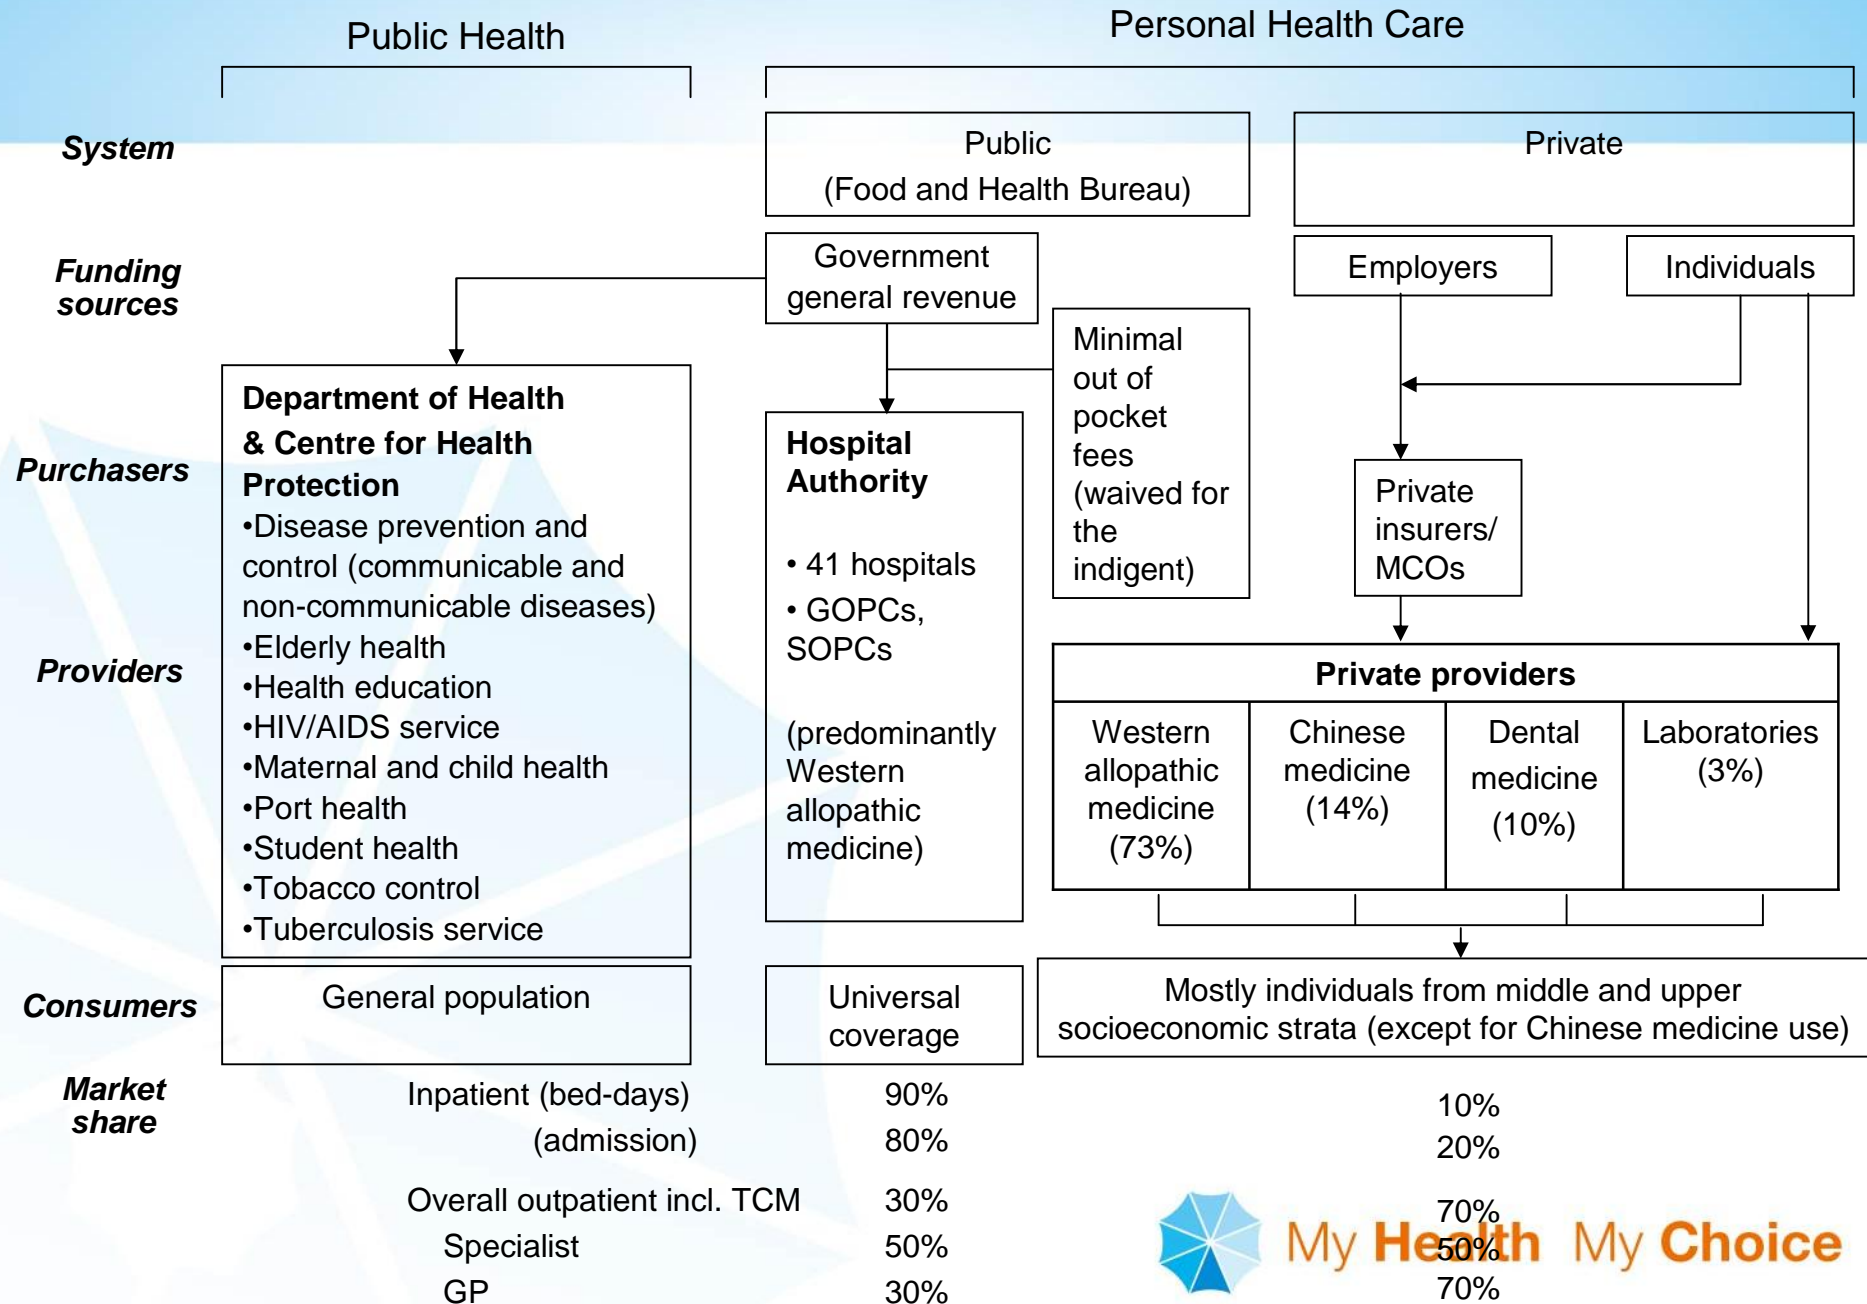 Public Health
Personal Health Care
System
Public
(Food and Health Bureau)
Private
Funding
sources
Government
general revenue
Employers
Individuals
Minimal
out of
pocket
fees
(waived for
the
indigent)
Purchasers
Providers
Department of Health
& Centre for Health
Protection
•Disease prevention and
control (communicable and
non-communicable diseases)
•Elderly health
•Health education
•HIV/AIDS service
•Maternal and child health
•Port health
•Student health
•Tobacco control
•Tuberculosis service
Hospital
Authority
• 41 hospitals
• GOPCs,
SOPCs
(predominantly
Western
allopathic
medicine)
Private
insurers/
MCOs
Private providers
Western
allopathic
medicine
(73%)
Chinese
medicine
(14%)
Dental
medicine
(10%)
Laboratories
(3%)
Consumers
General population
Universal
coverage
Mostly individuals from middle and upper
socioeconomic strata (except for Chinese medicine use)
Market
share
Inpatient (bed-days) 90% 10%
(admission) 80% 20%
Overall outpatient incl. TCM 30% 70%
Specialist 50% 50%
GP 30% 70%
My Health My Choice